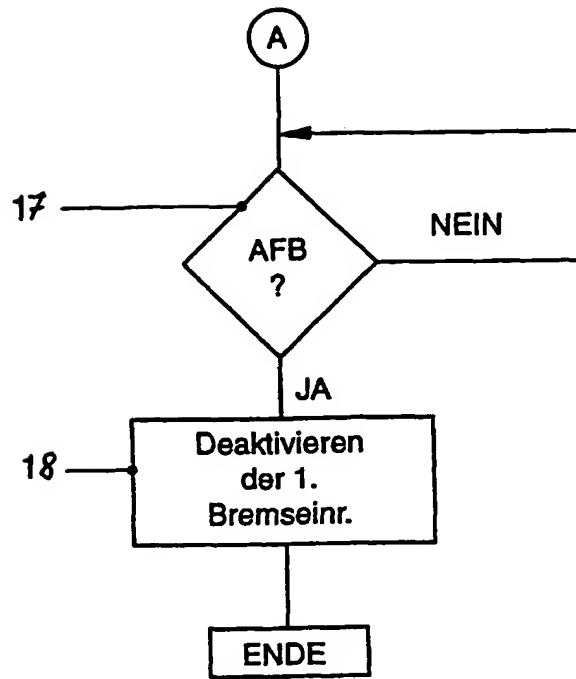 A
17
AFB
?
NEIN
JA
18
Deaktivieren
der 1.
Bremseinr.
ENDE